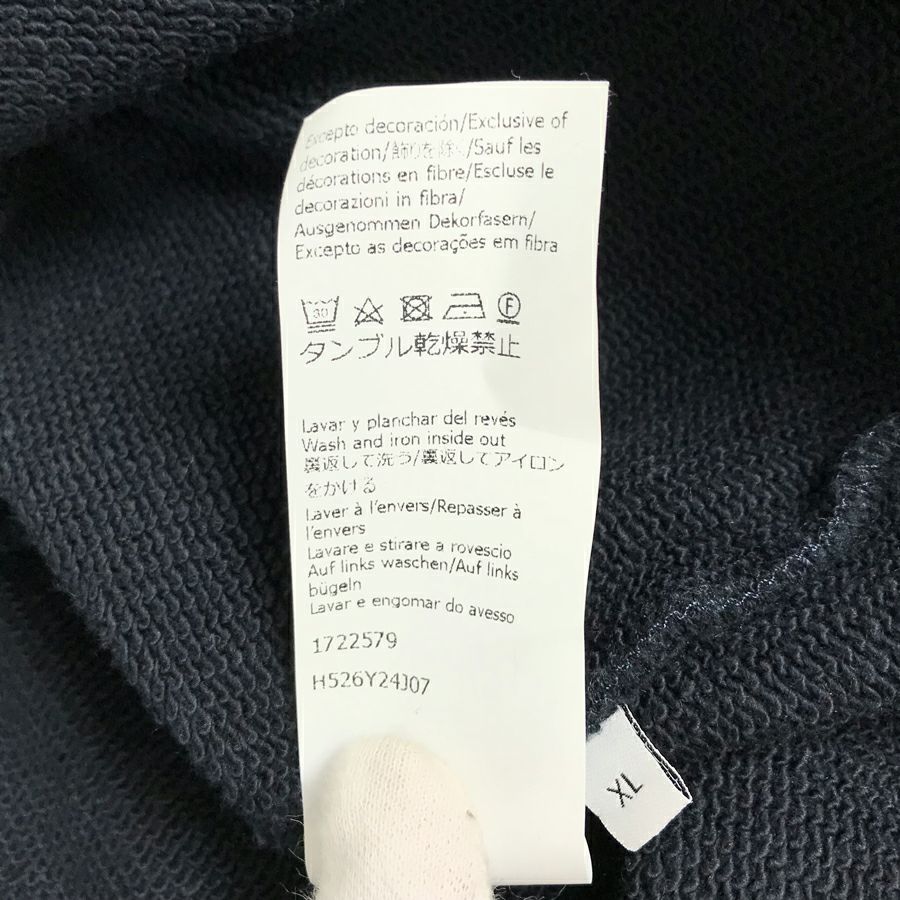 Excepto decoración/Exclusive of
decoration/飾りを除く/Sauf les
décorations en fibre/Escluse le
decorazioni in fibra/
Ausgenommen Dekorfasern/
Excepto as decorações em fibra
30 F
タンブル乾燥禁止
Lavar y planchar del revés
Wash and iron inside out
裏返して洗う/裏返してアイロン
をかける
Laver à l'envers/Repasser à
l'envers
Lavare e stirare a rovescio
Auf links waschen/Auf links
bügeln
Lavar e engomar do avesso
1722579
H526Y24J07
XL